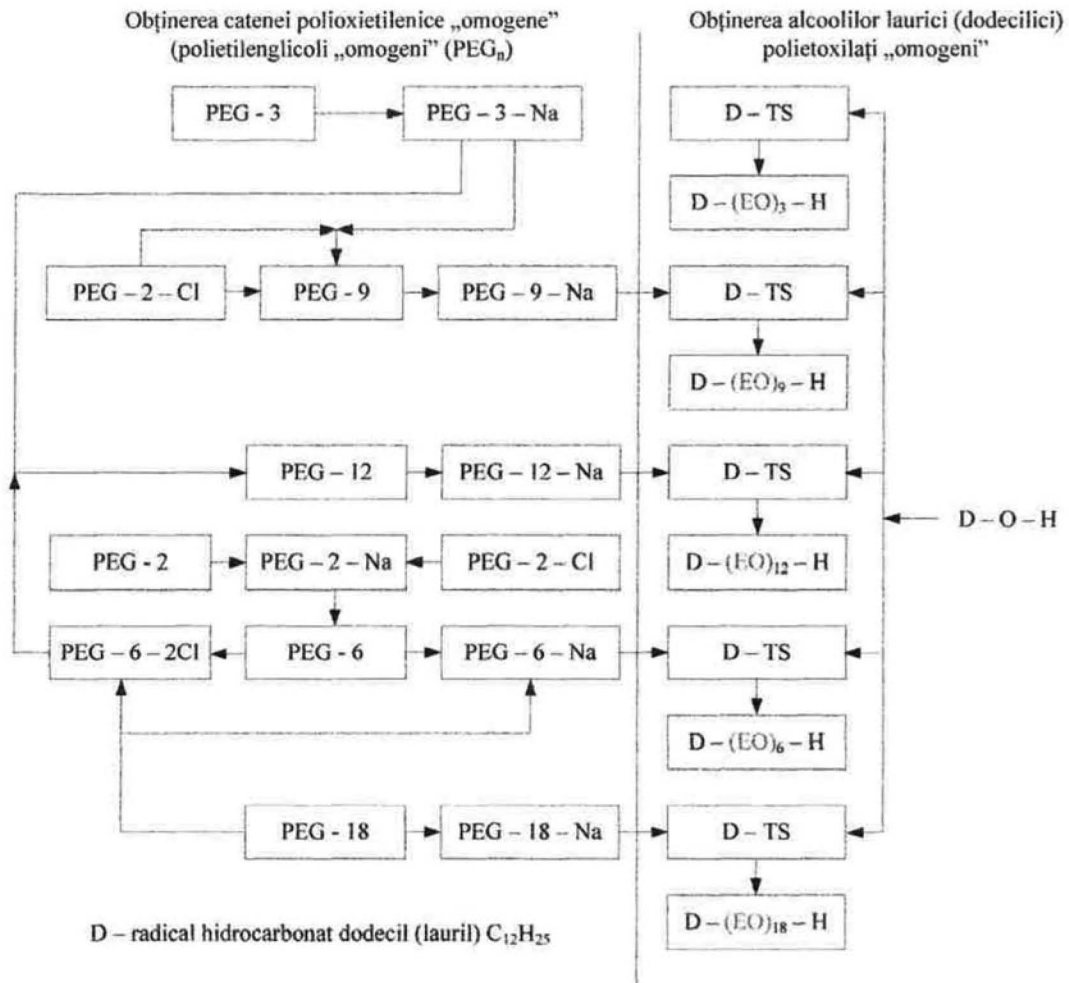 Obținerea catenei polioxietilenice „omogene”
(polietilenglicoli „omogeni” (PEGₙ)
Obținerea alcoolilor laurici (dodecilici)
polietoxilați „omogeni”
PEG - 3
PEG – 3 – Na
D – TS
D – (EO)₃ – H
PEG – 2 – Cl
PEG - 9
PEG – 9 – Na
D – TS
D – (EO)₉ – H
PEG – 12
PEG – 12 – Na
D – TS
D – O – H
PEG - 2
PEG – 2 – Na
PEG – 2 – Cl
D – (EO)₁₂ – H
PEG – 6 – 2Cl
PEG - 6
PEG – 6 – Na
D – TS
D – (EO)₆ – H
PEG - 18
PEG – 18 – Na
D – TS
D – (EO)₁₈ – H
D – radical hidrocarbonat dodecil (lauril) C₁₂H₂₅